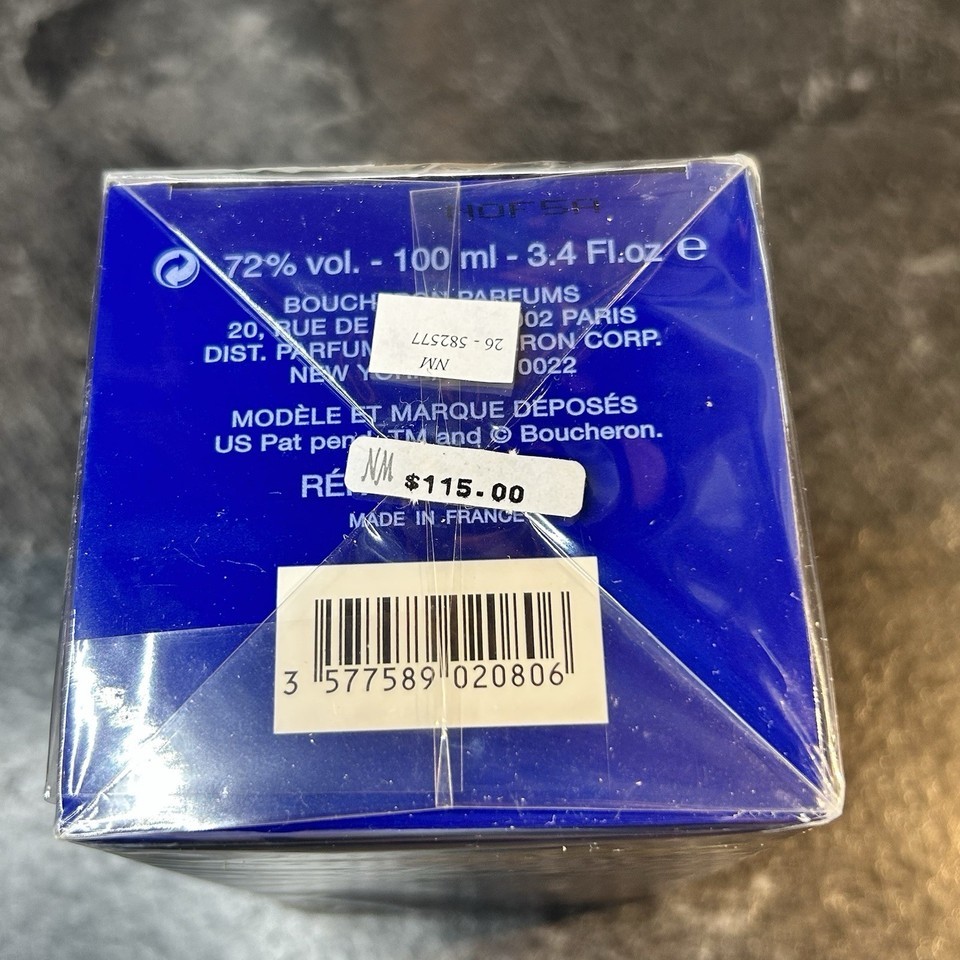 HOF5A
72% vol. - 100 ml - 3.4 Fl.oz e
BOUCH PARFUMS
20, RUE DE 002 PARIS
DIST. PARFUM RON CORP.
NEW YO 0022
NM
26 - 582577
MODÈLE ET MARQUE DÉPOSÉS
US Pat pend. TM and © Boucheron.
NM $115.00
MADE IN FRANCE
3 577589 020806